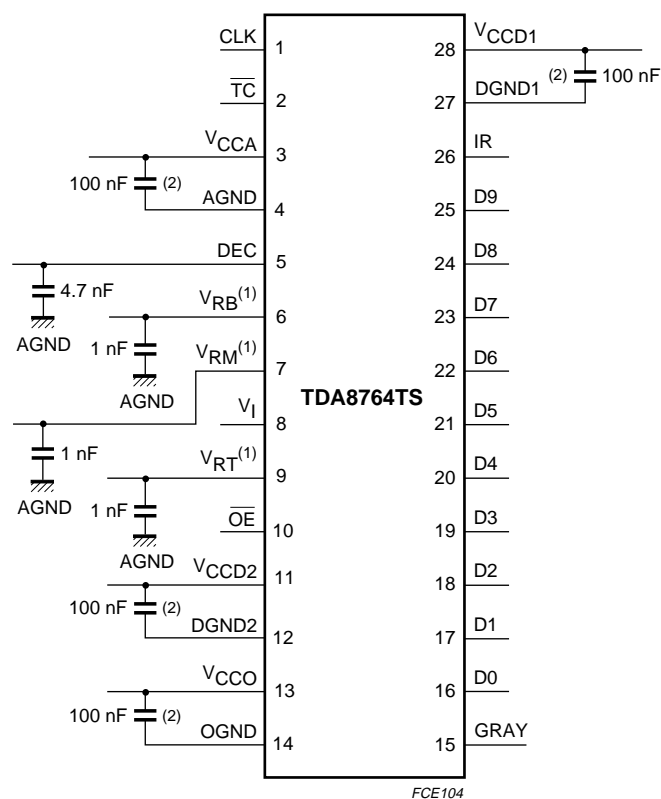 CLK 1 28 VCCD1
(2) 100 nF
TC 2 27 DGND1
VCCA 3 26 IR
100 nF (2)
AGND 4 25 D9
DEC 5 24 D8
4.7 nF
AGND
VRB(1) 6 23 D7
1 nF
AGND
VRM(1) 7 22 D6
TDA8764TS
VI 8 21 D5
1 nF
AGND
VRT(1) 9 20 D4
1 nF
AGND
OE 10 19 D3
VCCD2 11 18 D2
100 nF (2)
DGND2 12 17 D1
VCCO 13 16 D0
100 nF (2)
OGND 14 15 GRAY
FCE104